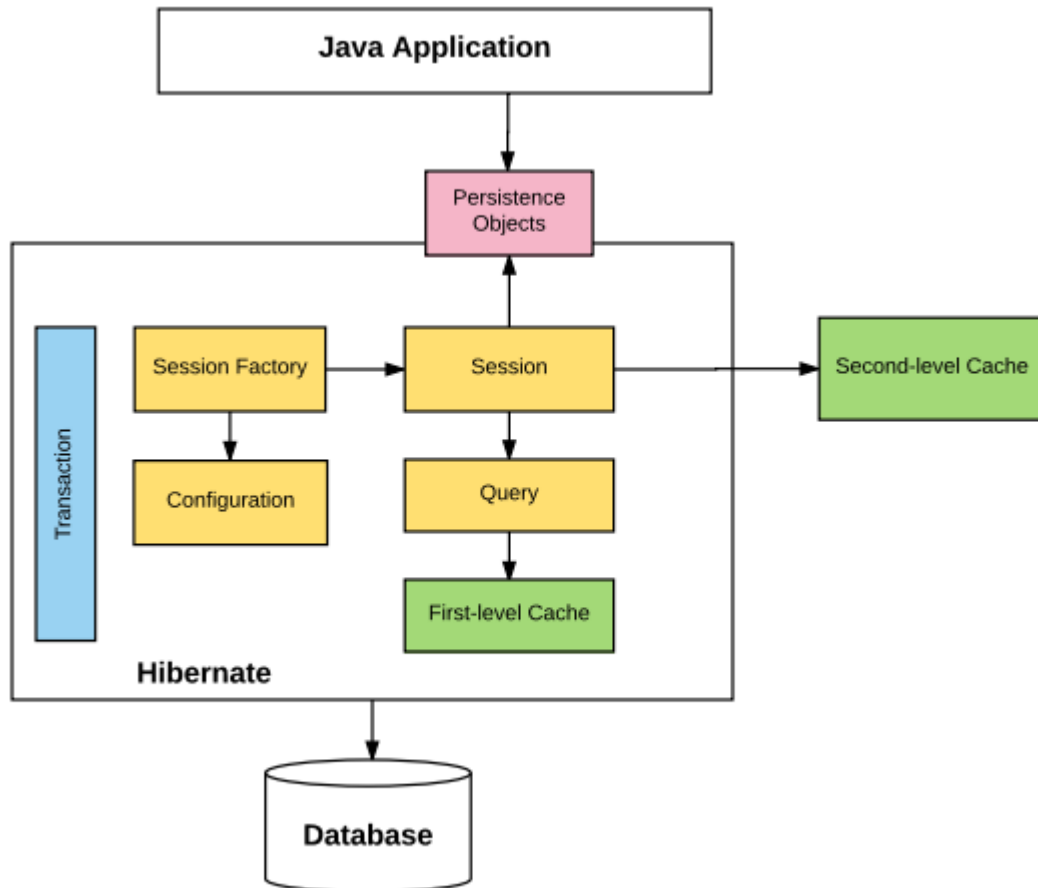 Java Application
Persistence
Objects
Session Factory
Session
Second-level Cache
Transaction
Configuration
Query
First-level Cache
Hibernate
Database